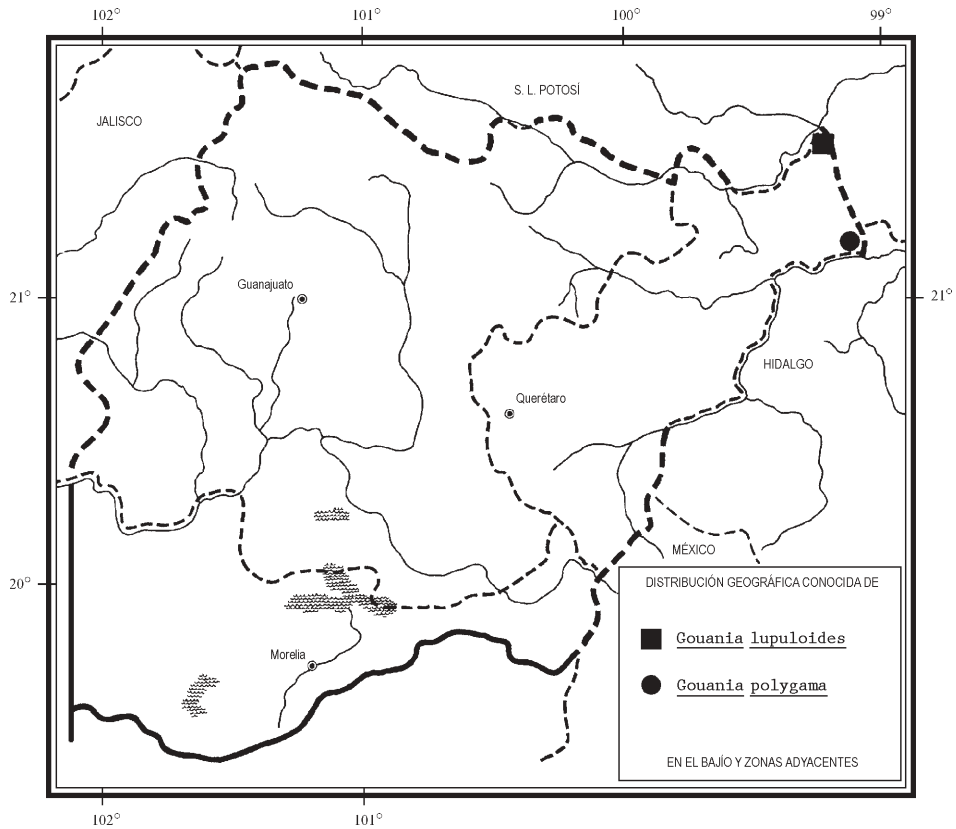 102° 101° 100° 99°
S. L. POTOSÍ
JALISCO
Guanajuato
21° 21°
HIDALGO
Querétaro
MÉXICO
20°
DISTRIBUCIÓN GEOGRÁFICA CONOCIDA DE
Gouania lupuloides
Morelia
Gouania polygama
EN EL BAJÍO Y ZONAS ADYACENTES
102° 101°